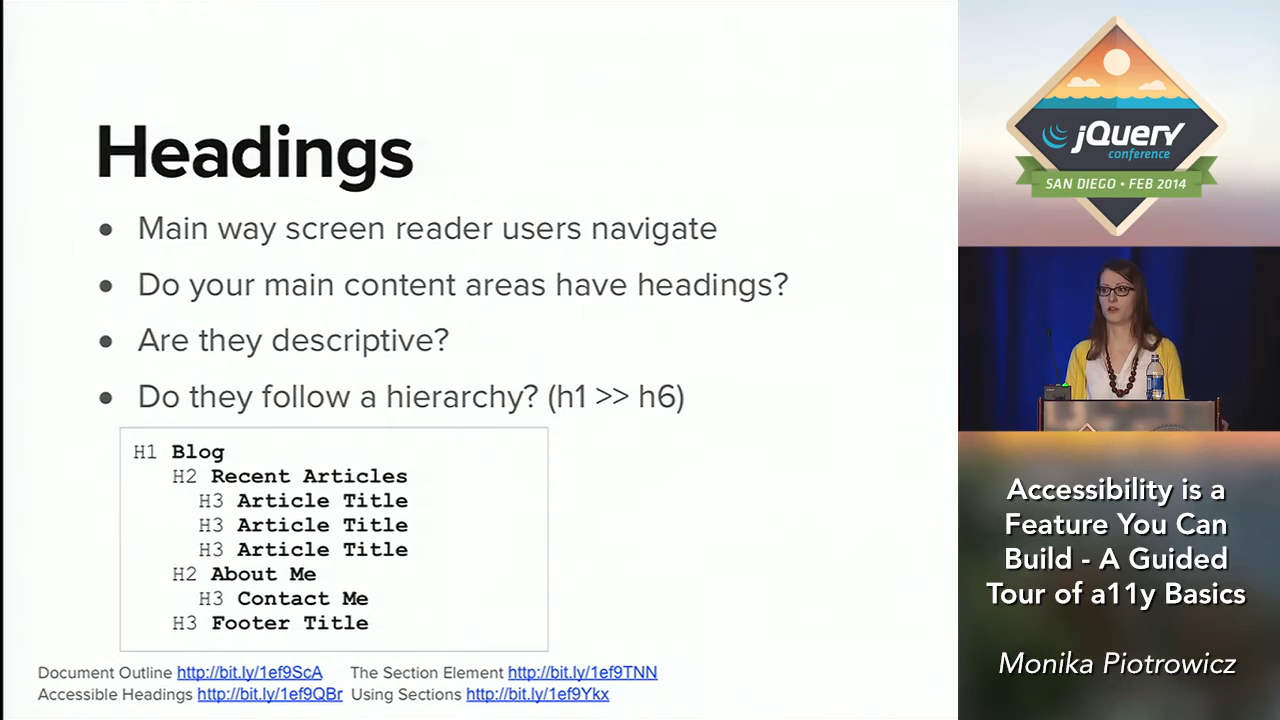 Headings
● Main way screen reader users navigate
● Do your main content areas have headings?
● Are they descriptive?
● Do they follow a hierarchy? (h1 >> h6)
H1 Blog
H2 Recent Articles
H3 Article Title
H3 Article Title
H3 Article Title
H2 About Me
H3 Contact Me
H3 Footer Title
Document Outline http://bit.ly/1ef9ScA The Section Element http://bit.ly/1ef9TNN
Accessible Headings http://bit.ly/1ef9QBr Using Sections http://bit.ly/1ef9Ykx
jQuery
conference
SAN DIEGO • FEB 2014
Accessibility is a
Feature You Can
Build - A Guided
Tour of a11y Basics
Monika Piotrowicz